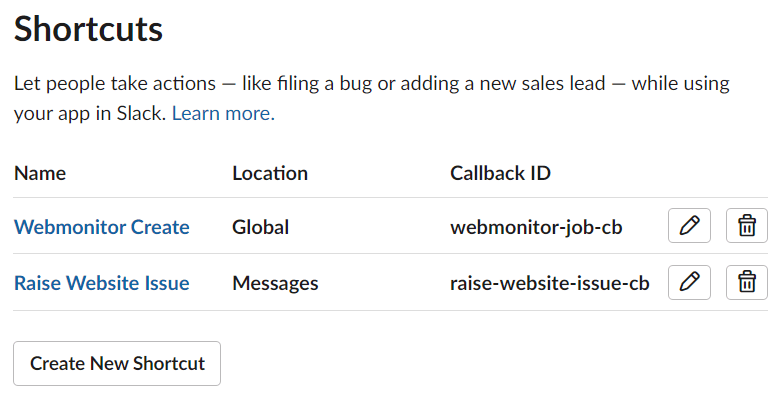 Shortcuts
Let people take actions — like filing a bug or adding a new sales lead — while using
your app in Slack. Learn more.
Name Location Callback ID
Webmonitor Create Global webmonitor-job-cb
Raise Website Issue Messages raise-website-issue-cb
Create New Shortcut